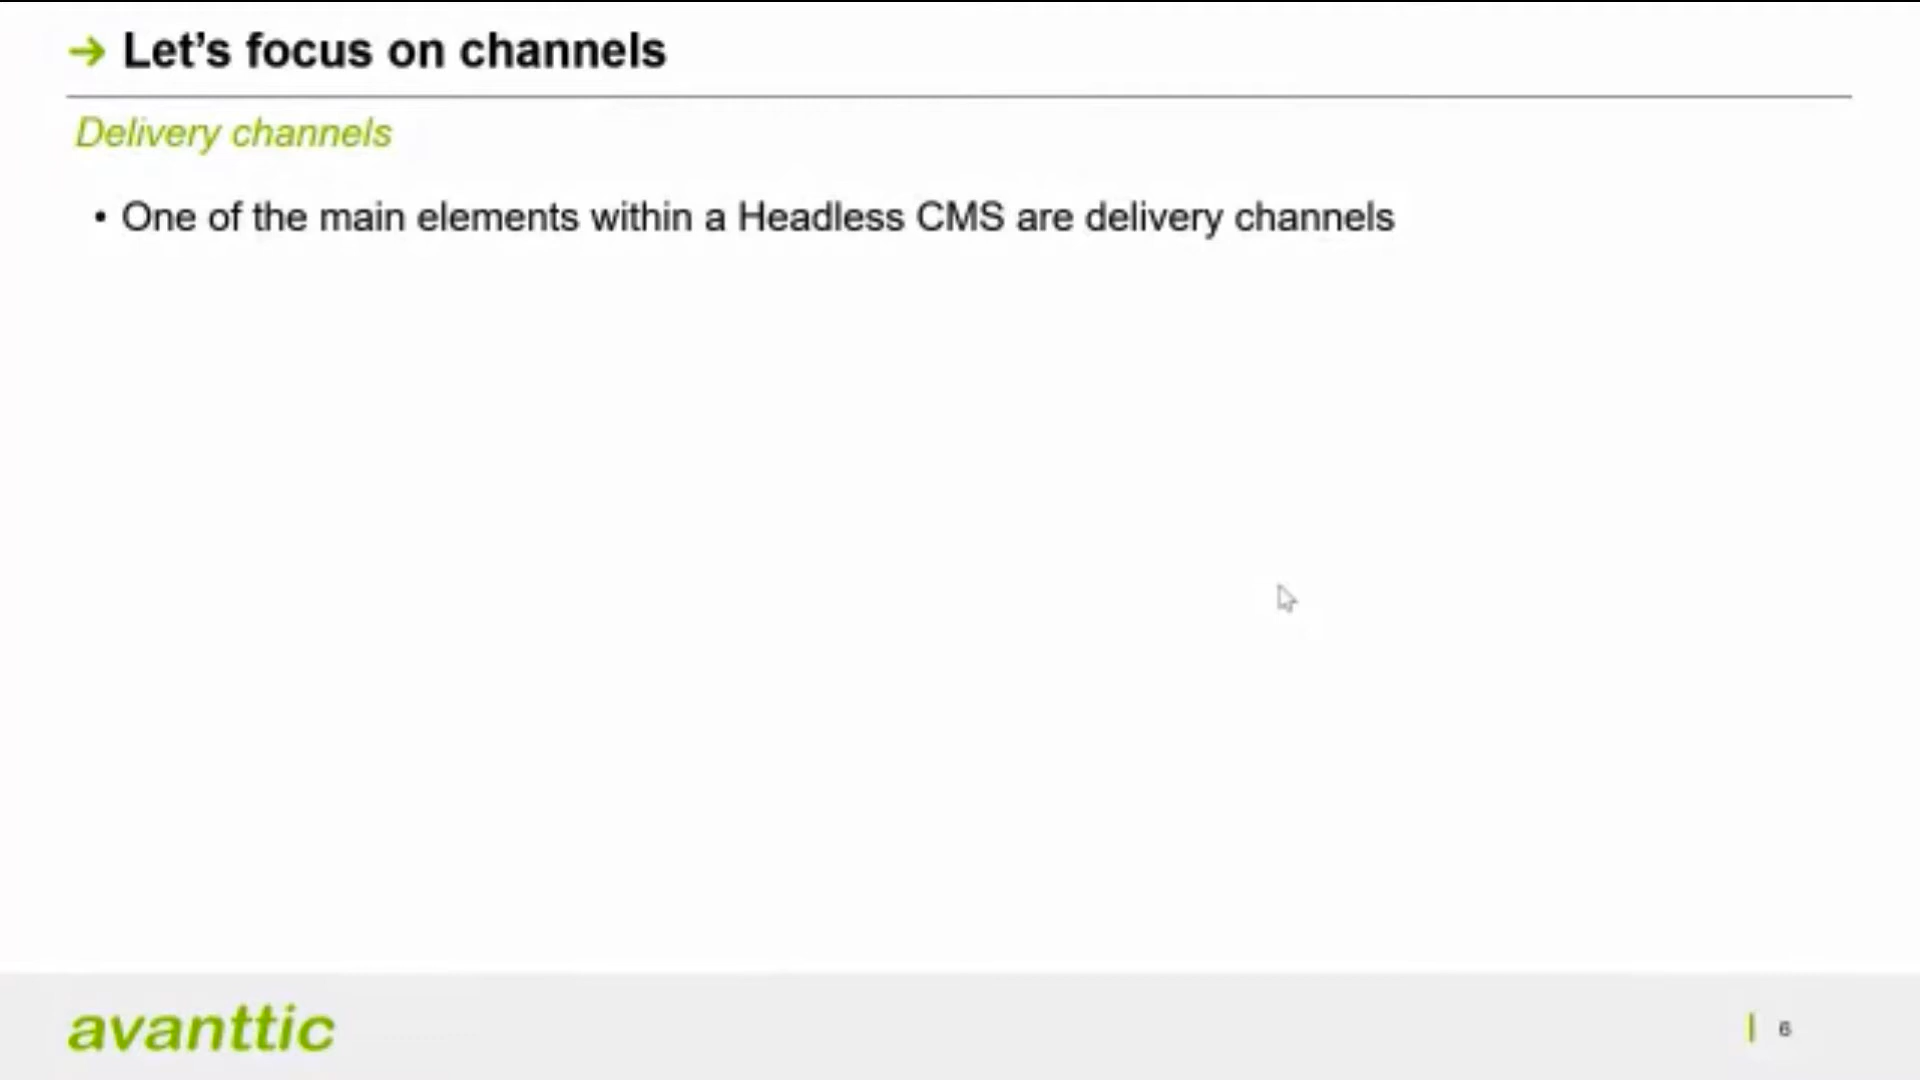 → Let’s focus on channels
Delivery channels
• One of the main elements within a Headless CMS are delivery channels
avanttic
6